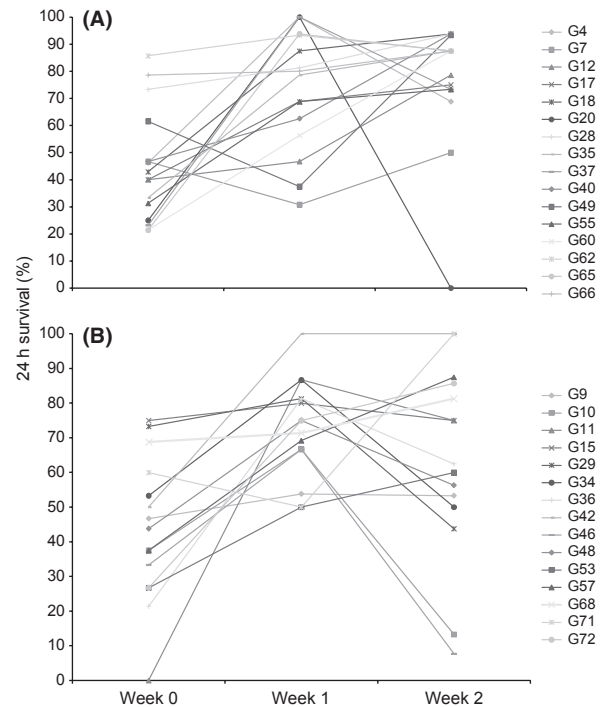 (A)
100
90
80
70
60
50
40
30
20
10
0
G4
G7
G12
G17
G18
G20
G28
G35
G37
G40
G49
G55
G60
G62
G65
G66
24 h survival (%)
(B)
100
90
80
70
60
50
40
30
20
10
0
G9
G10
G11
G15
G29
G34
G36
G42
G46
G48
G53
G57
G68
G71
G72
Week 0 Week 1 Week 2